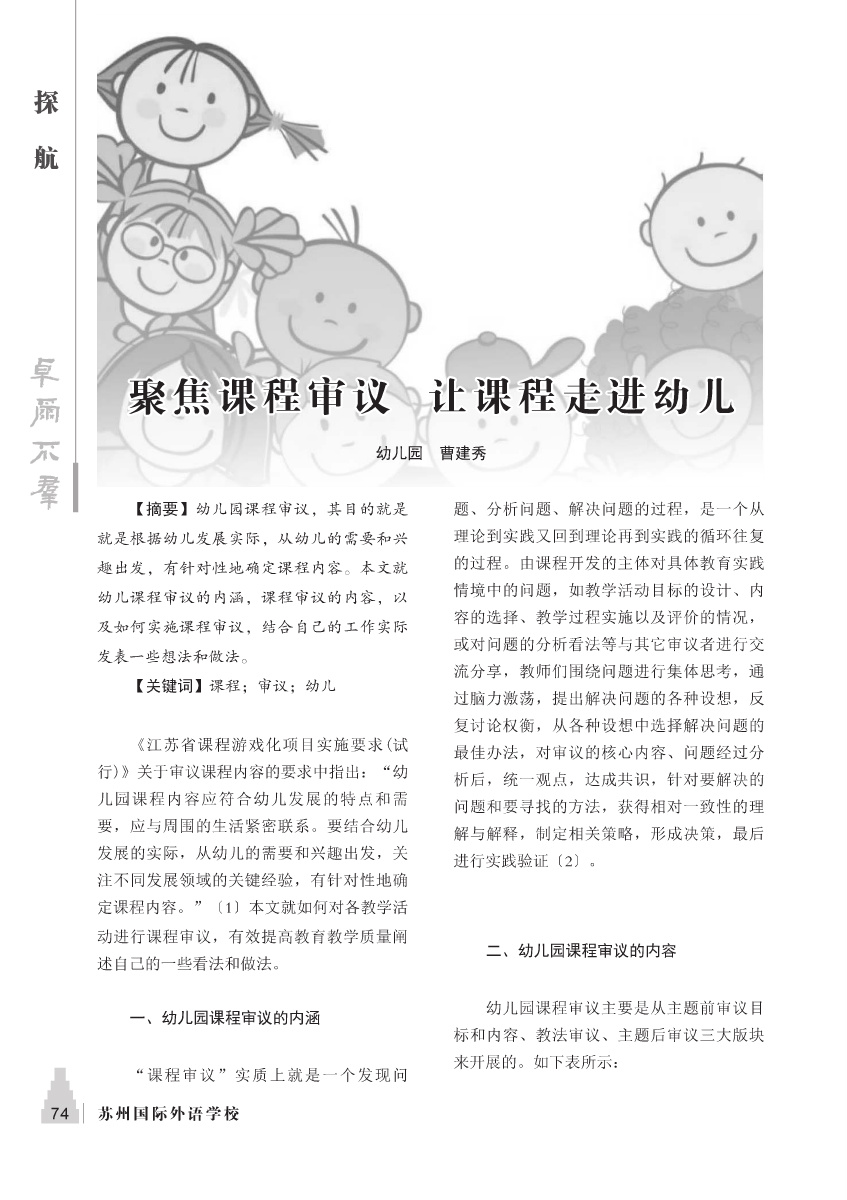 探
航
卓爾不羣
聚焦课程审议 让课程走进幼儿
幼儿园 曹建秀
【摘要】幼儿园课程审议，其目的就是
就是根据幼儿发展实际，从幼儿的需要和兴
趣出发，有针对性地确定课程内容。本文就
幼儿课程审议的内涵，课程审议的内容，以
及如何实施课程审议，结合自己的工作实际
发表一些想法和做法。
【关键词】课程；审议；幼儿
《江苏省课程游戏化项目实施要求(试
行)》关于审议课程内容的要求中指出：“幼
儿园课程内容应符合幼儿发展的特点和需
要，应与周围的生活紧密联系。要结合幼儿
发展的实际，从幼儿的需要和兴趣出发，关
注不同发展领域的关键经验，有针对性地确
定课程内容。”〔1〕本文就如何对各教学活
动进行课程审议，有效提高教育教学质量阐
述自己的一些看法和做法。
一、幼儿园课程审议的内涵
“课程审议”实质上就是一个发现问
题、分析问题、解决问题的过程，是一个从
理论到实践又回到理论再到实践的循环往复
的过程。由课程开发的主体对具体教育实践
情境中的问题，如教学活动目标的设计、内
容的选择、教学过程实施以及评价的情况，
或对问题的分析看法等与其它审议者进行交
流分享，教师们围绕问题进行集体思考，通
过脑力激荡，提出解决问题的各种设想，反
复讨论权衡，从各种设想中选择解决问题的
最佳办法，对审议的核心内容、问题经过分
析后，统一观点，达成共识，针对要解决的
问题和要寻找的方法，获得相对一致性的理
解与解释，制定相关策略，形成决策，最后
进行实践验证〔2〕。
二、幼儿园课程审议的内容
幼儿园课程审议主要是从主题前审议目
标和内容、教法审议、主题后审议三大版块
来开展的。如下表所示：
74 苏州国际外语学校